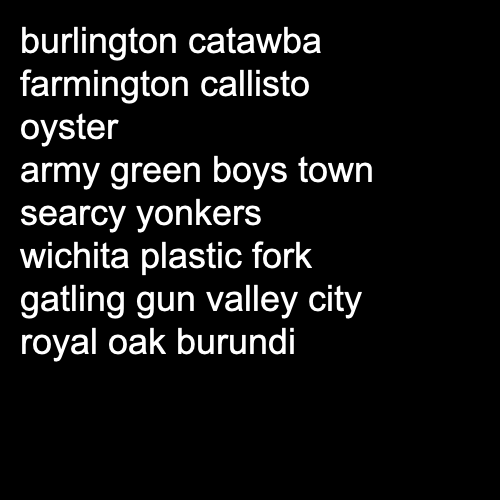 burlington catawba
farmington callisto
oyster
army green boys town
searcy yonkers
wichita plastic fork
gatling gun valley city
royal oak burundi